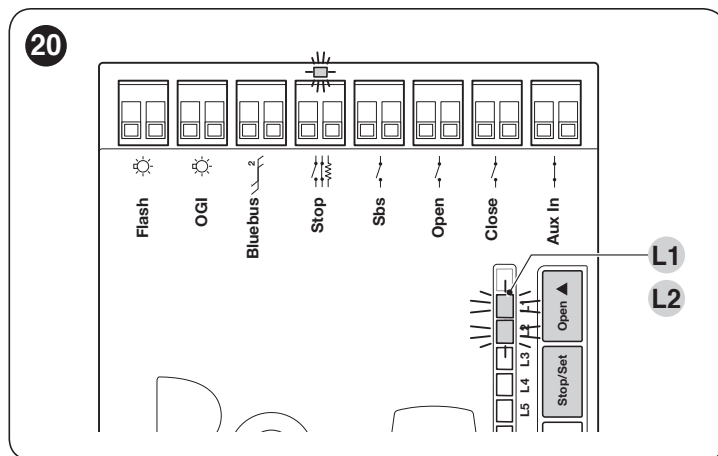 20
Flash
OGI
Bluebus
2
Stop
Sbs
Open
Close
Aux In
L1
L2
L1
L2
L3
L4
L5
Open ▲
Stop/Set